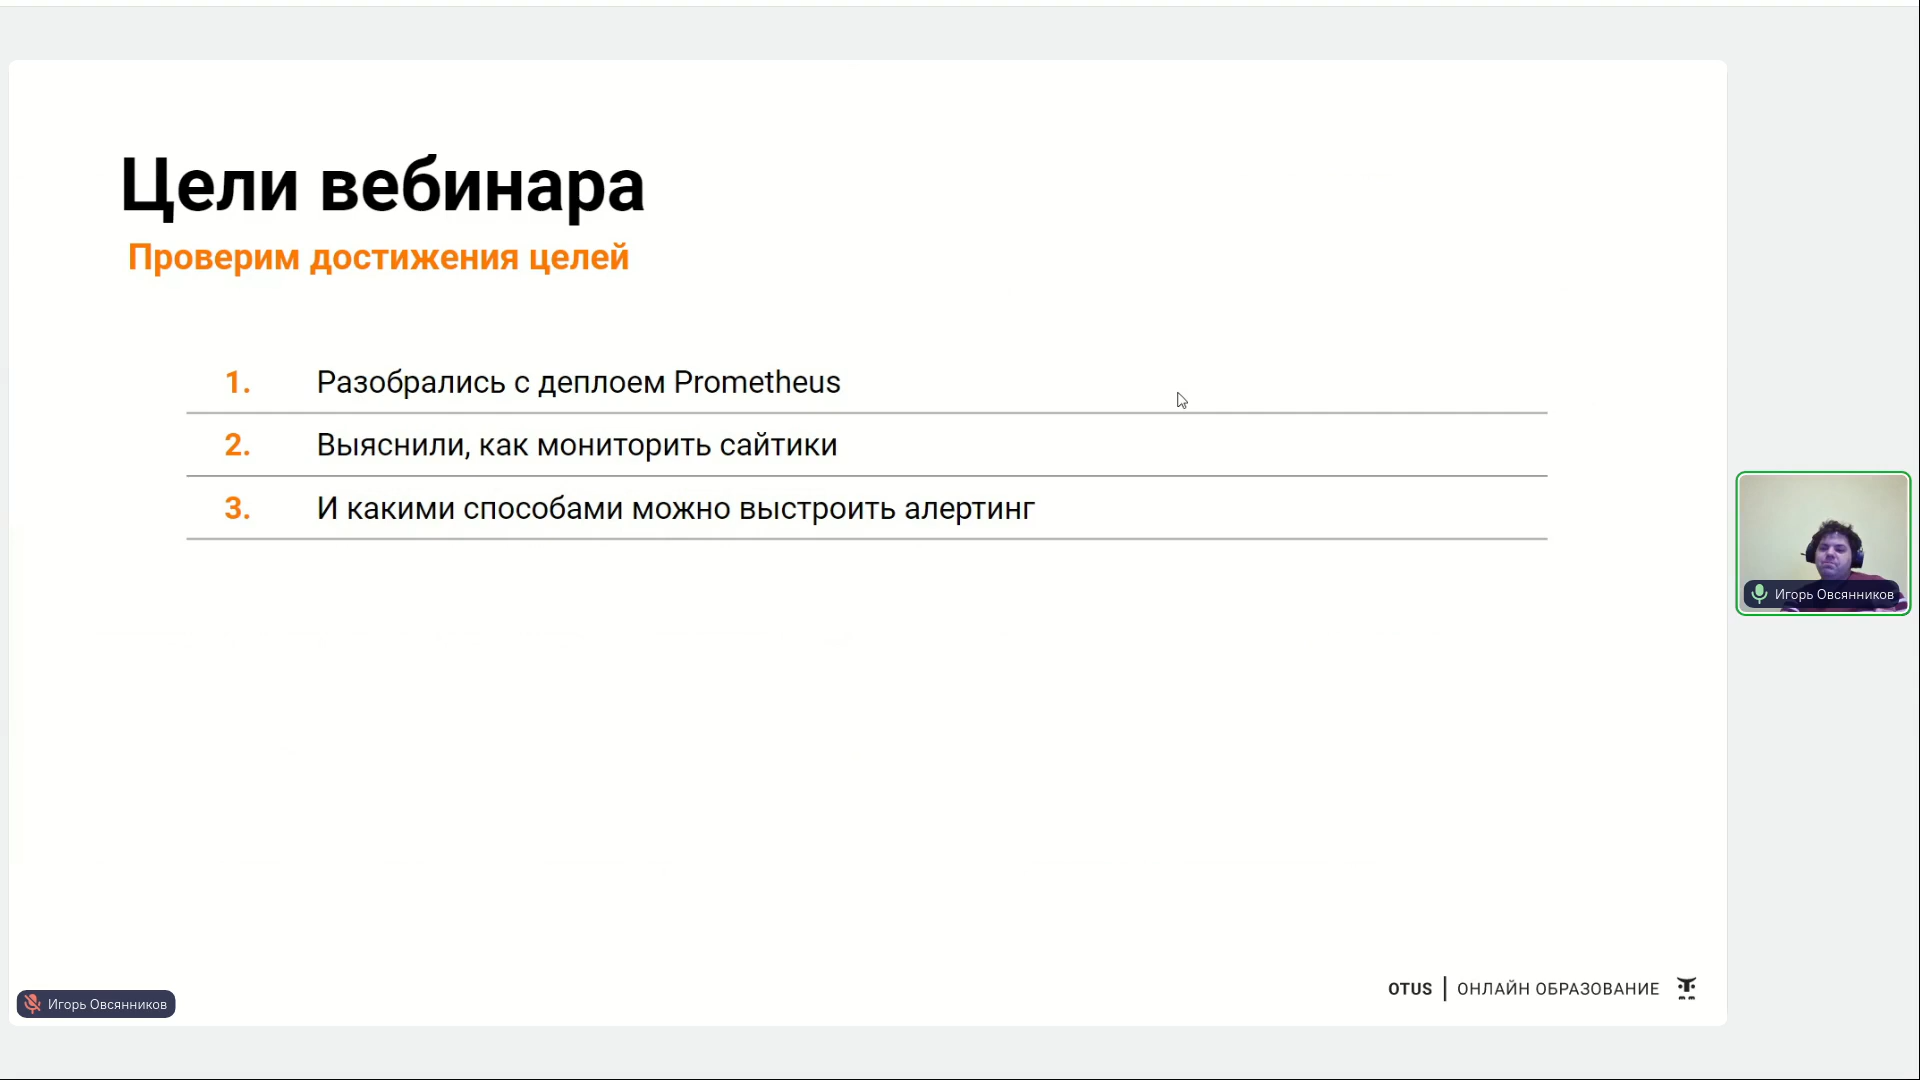 Цели вебинара
Проверим достижения целей
1. Разобрались с деплоем Prometheus
2. Выяснили, как мониторить сайтики
3. И какими способами можно выстроить алертинг
Игорь Овсянников
OTUS | ОНЛАЙН ОБРАЗОВАНИЕ
Игорь Овсянников